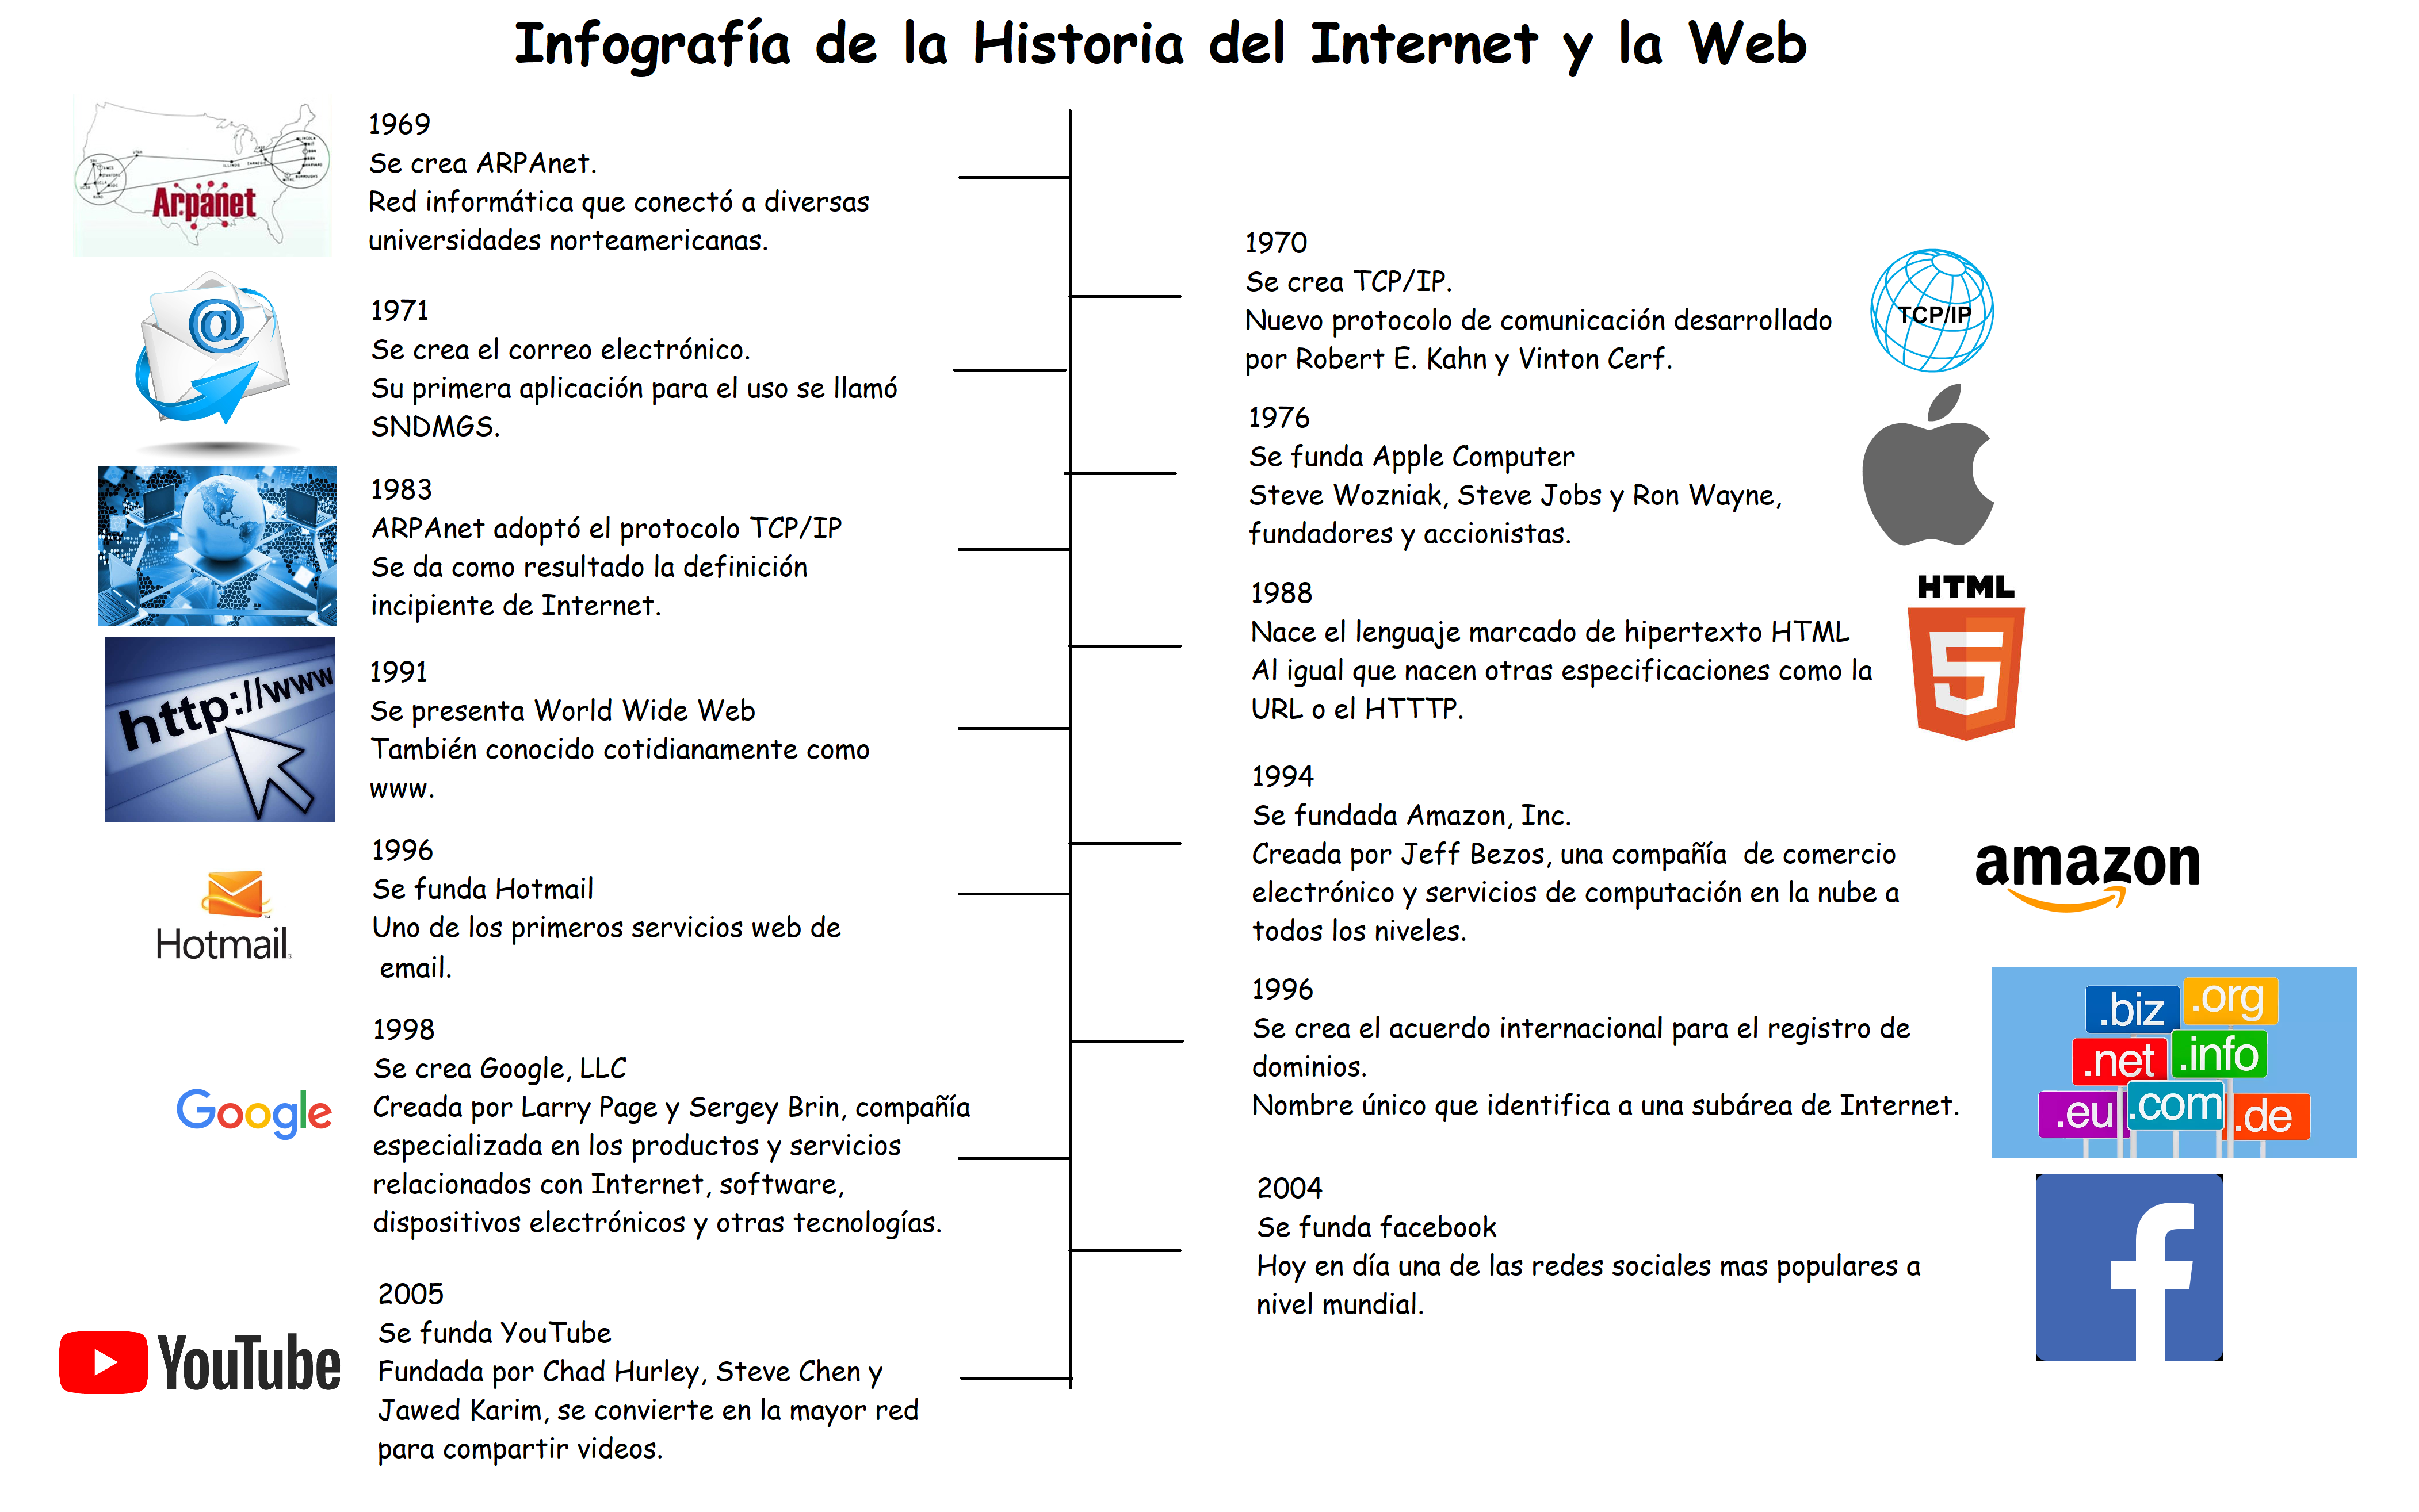 Infografía de la Historia del Internet y la Web
Arpanet
1969
Se crea ARPAnet.
Red informática que conectó a diversas
universidades norteamericanas.
1970
Se crea TCP/IP.
Nuevo protocolo de comunicación desarrollado
por Robert E. Kahn y Vinton Cerf.
TCP/IP
@
1971
Se crea el correo electrónico.
Su primera aplicación para el uso se llamó
SNDMGS.
1976
Se funda Apple Computer
Steve Wozniak, Steve Jobs y Ron Wayne,
fundadores y accionistas.
1983
ARPAnet adoptó el protocolo TCP/IP
Se da como resultado la definición
incipiente de Internet.
1988
Nace el lenguaje marcado de hipertexto HTML
Al igual que nacen otras especificaciones como la
URL o el HTTTP.
HTML
5
http://www
1991
Se presenta World Wide Web
También conocido cotidianamente como
www.
1994
Se fundada Amazon, Inc.
Creada por Jeff Bezos, una compañía  de comercio
electrónico y servicios de computación en la nube a
todos los niveles.
amazon
Hotmail
1996
Se funda Hotmail
Uno de los primeros servicios web de
email.
1996
Se crea el acuerdo internacional para el registro de
dominios.
Nombre único que identifica a una subárea de Internet.
.biz .org
.net .info
.eu .com .de
Google
1998
Se crea Google, LLC
Creada por Larry Page y Sergey Brin, compañía
especializada en los productos y servicios
relacionados con Internet, software,
dispositivos electrónicos y otras tecnologías.
2004
Se funda facebook
Hoy en día una de las redes sociales mas populares a
nivel mundial.
f
YouTube
2005
Se funda YouTube
Fundada por Chad Hurley, Steve Chen y
Jawed Karim, se convierte en la mayor red
para compartir videos.